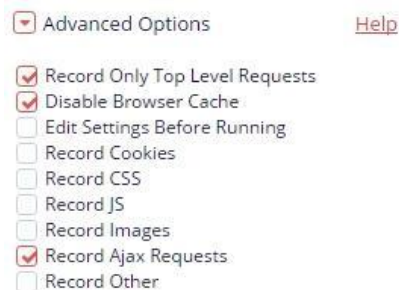 Advanced Options Help
Record Only Top Level Requests
Disable Browser Cache
Edit Settings Before Running
Record Cookies
Record CSS
Record JS
Record Images
Record Ajax Requests
Record Other